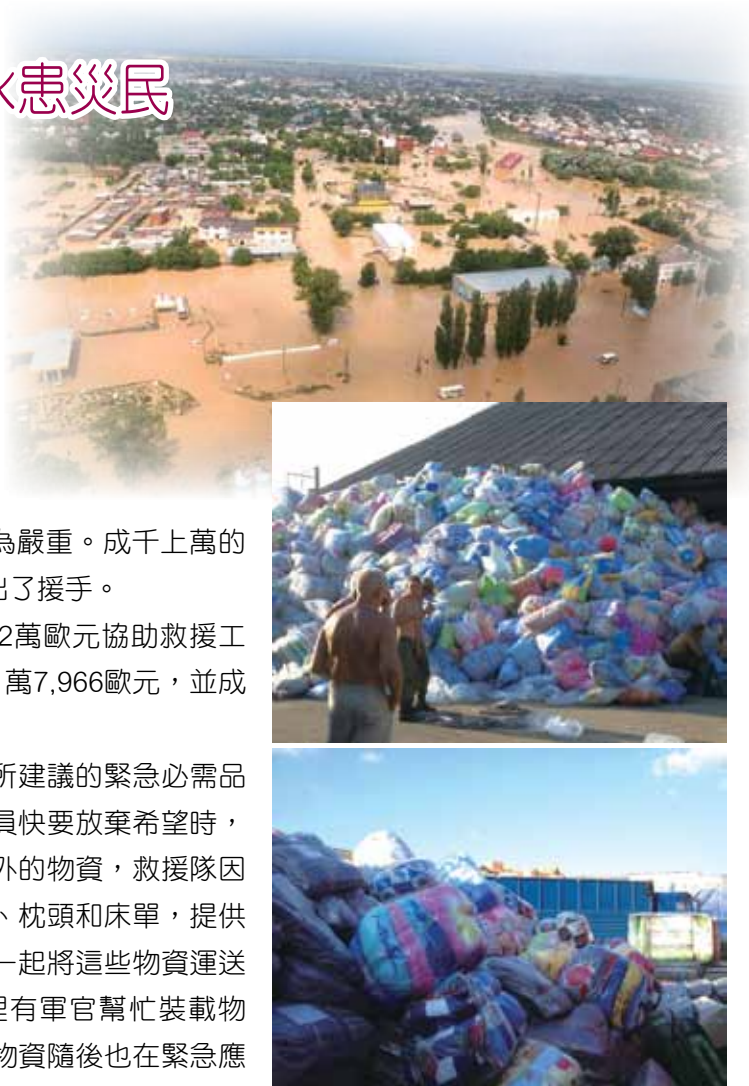 患災民
為嚴重。成千上萬的
出了援手。
2萬歐元協助救援工
萬7,966歐元，並成
所建議的緊急必需品
員快要放棄希望時，
外的物資，救援隊因
、枕頭和床單，提供
一起將這些物資運送
裡有軍官幫忙裝載物
物資隨後也在緊急應